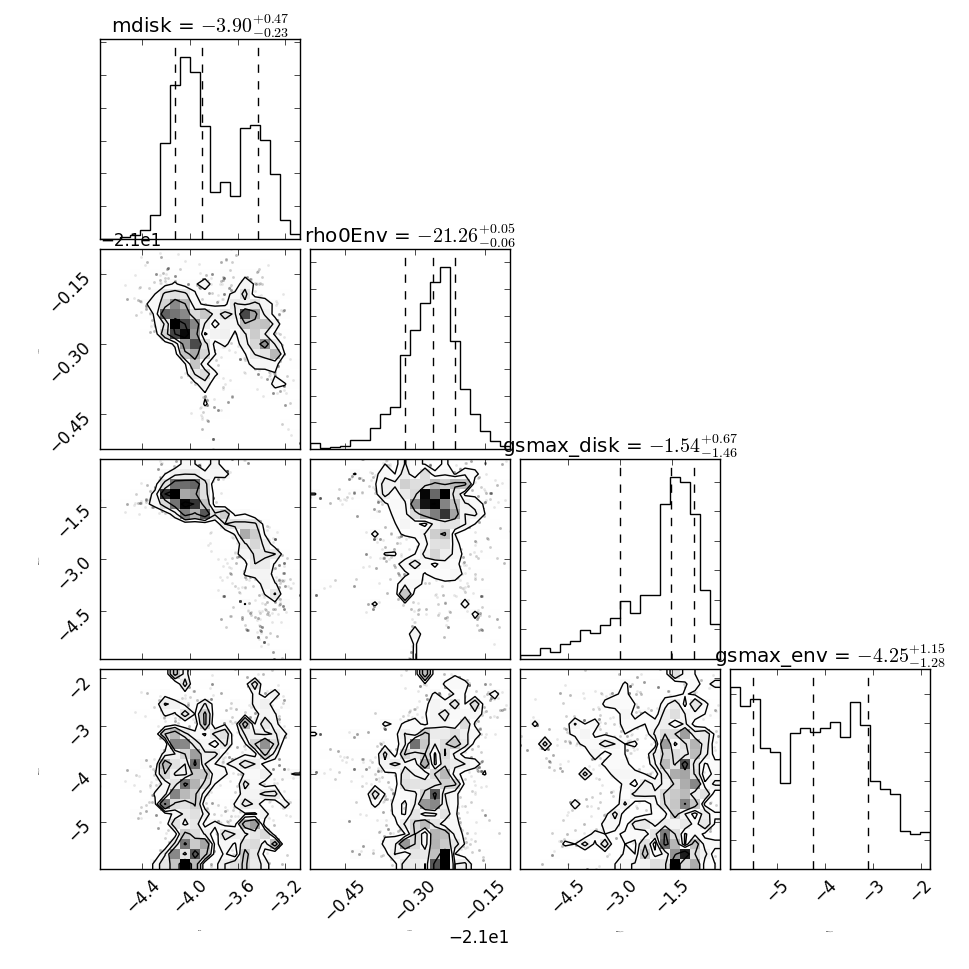 mdisk = −3.90 +0.47 −0.23
−2.1e1
rho0Env = −21.26 +0.05 −0.06
−0.15
−0.30
−0.45
gsmax_disk = −1.54 +0.67 −1.46
−1.5
−3.0
−4.5
gsmax_env = −4.25 +1.15 −1.28
−2
−3
−4
−5
−4.4 −4.0 −3.6 −3.2
−0.45 −0.30 −0.15
−4.5 −3.0 −1.5
−5 −4 −3 −2
−2.1e1